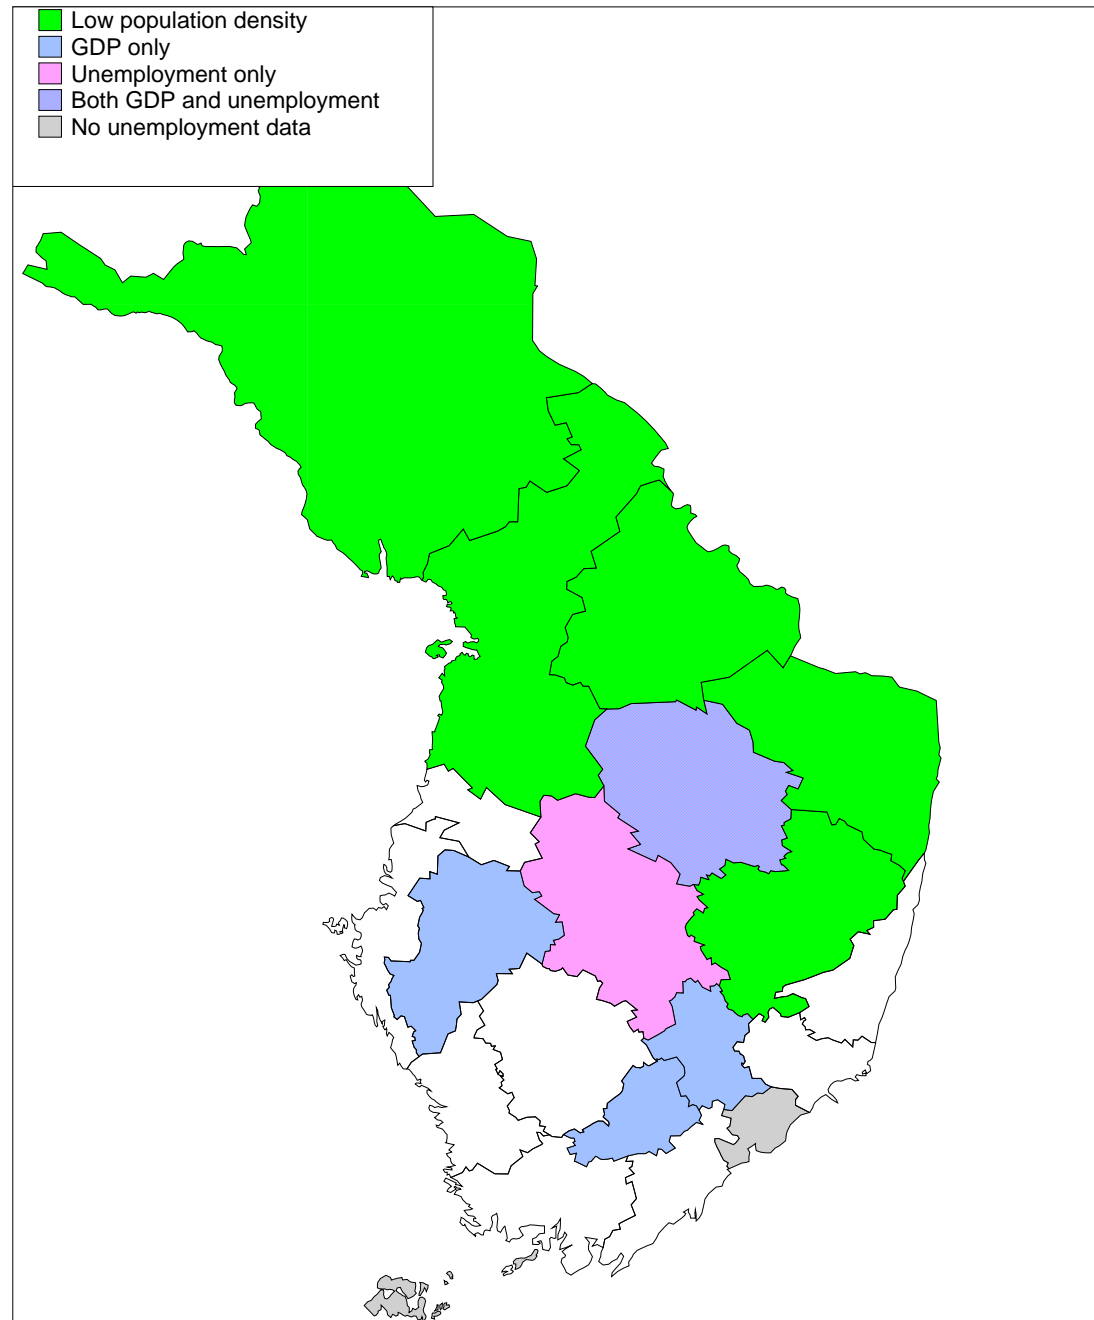 Low population density
GDP only
Unemployment only
Both GDP and unemployment
No unemployment data